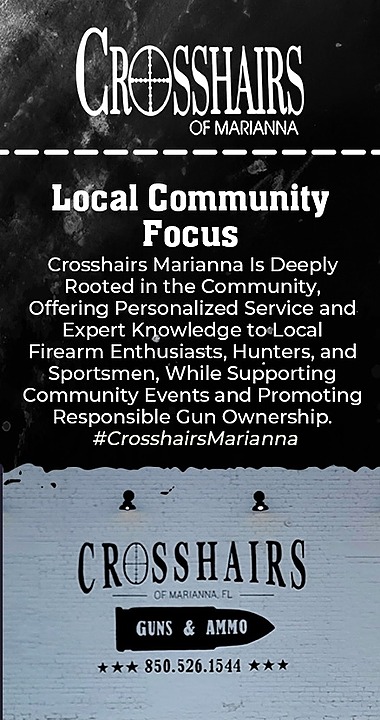 CROSSHAIRS
OF MARIANNA
Local Community
Focus
Crosshairs Marianna Is Deeply
Rooted in the Community,
Offering Personalized Service and
Expert Knowledge to Local
Firearm Enthusiasts, Hunters, and
Sportsmen, While Supporting
Community Events and Promoting
Responsible Gun Ownership.
#CrosshairsMarianna
CROSSHAIRS
OF MARIANNA, FL
GUNS & AMMO
★★★ 850.526.1544 ★★★